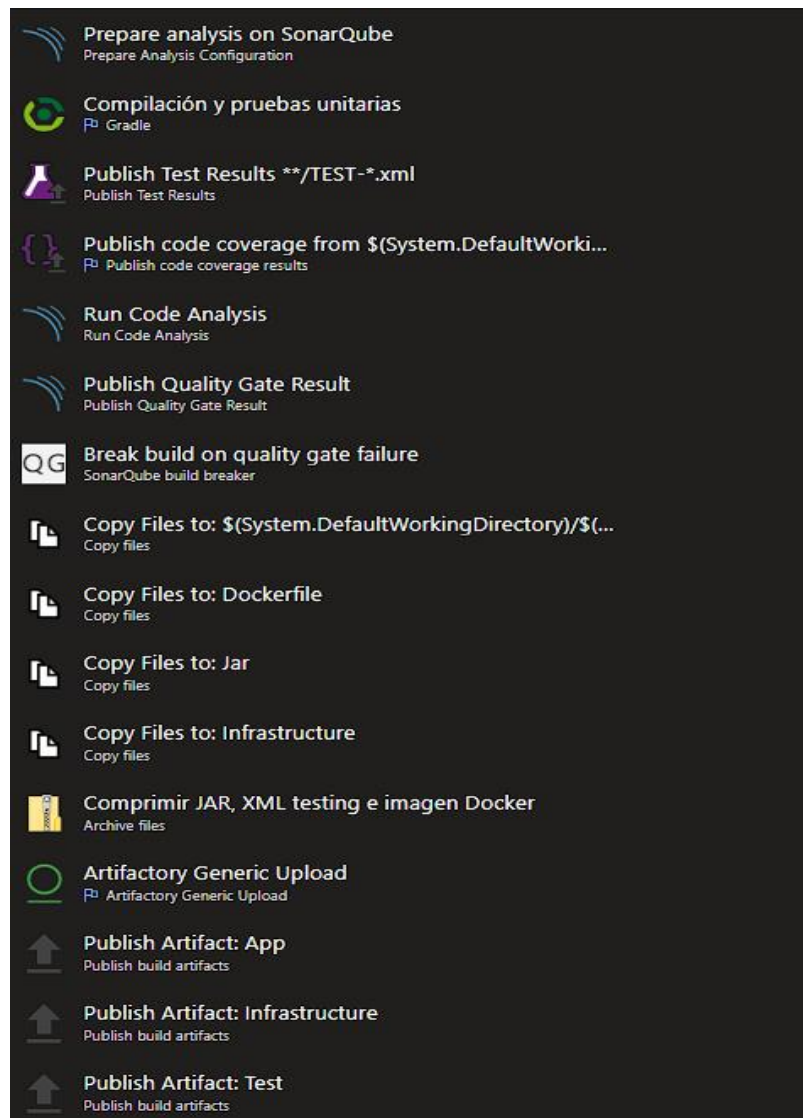 Prepare analysis on SonarQube
Prepare Analysis Configuration
Compilación y pruebas unitarias
Gradle
Publish Test Results **/TEST-*.xml
Publish Test Results
Publish code coverage from $(System.DefaultWorki...
Publish code coverage results
Run Code Analysis
Run Code Analysis
Publish Quality Gate Result
Publish Quality Gate Result
QG
Break build on quality gate failure
SonarQube build breaker
Copy Files to: $(System.DefaultWorkingDirectory)/$(...
Copy files
Copy Files to: Dockerfile
Copy files
Copy Files to: Jar
Copy files
Copy Files to: Infrastructure
Copy files
Comprimir JAR, XML testing e imagen Docker
Archive files
Artifactory Generic Upload
Artifactory Generic Upload
Publish Artifact: App
Publish build artifacts
Publish Artifact: Infrastructure
Publish build artifacts
Publish Artifact: Test
Publish build artifacts